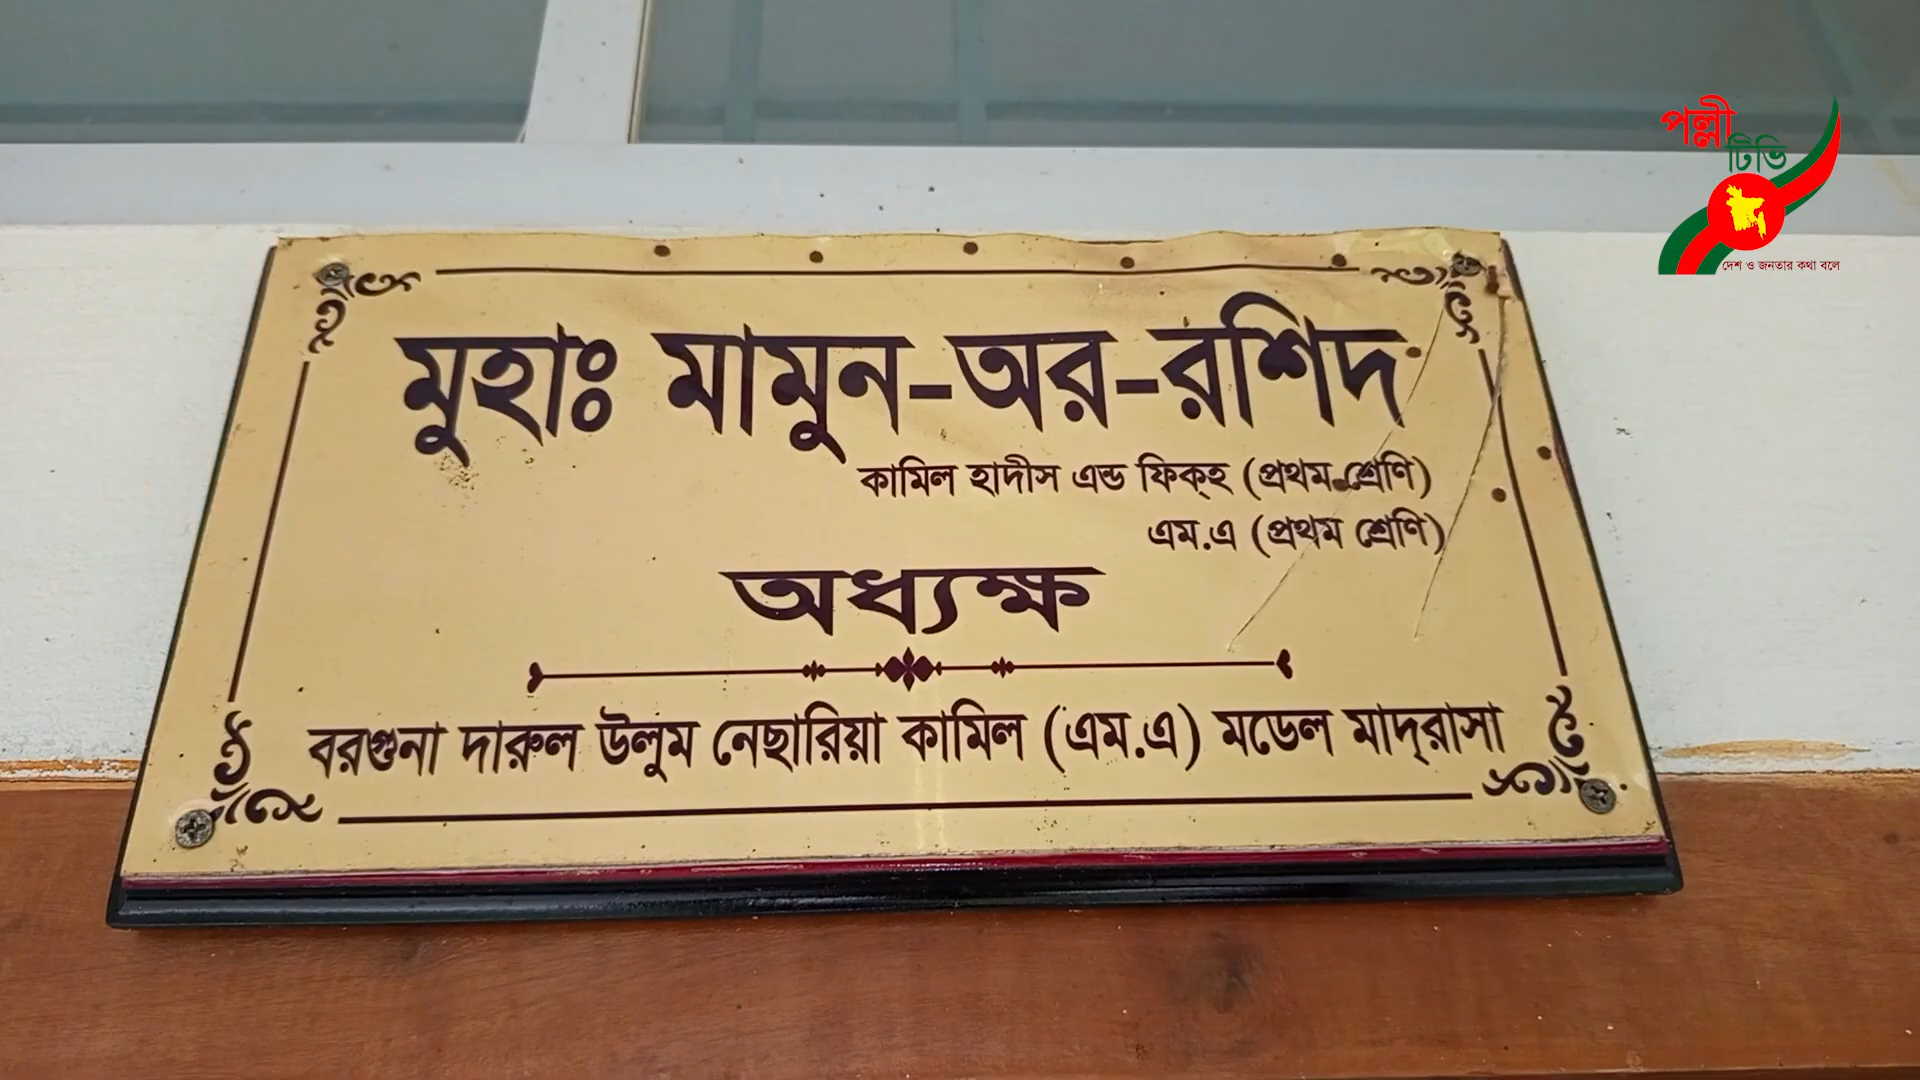 পল্লী
টিভি
দেশ ও জনতার কথা বলে
মুহাঃ মামুন-অর-রশিদ
কামিল হাদীস এন্ড ফিক্হ (প্রথম শ্রেণি)
এম.এ (প্রথম শ্রেণি)
অধ্যক্ষ
বরগুনা দারুল উলুম নেছারিয়া কামিল (এম.এ) মডেল মাদ্‌রাসা